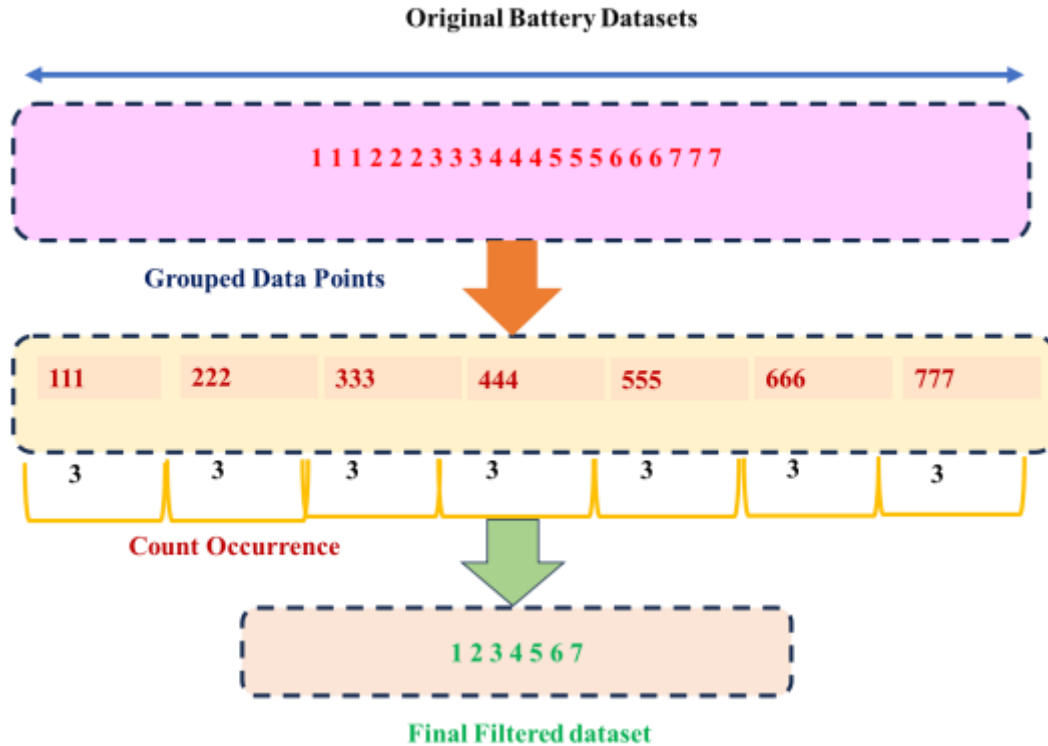 Original Battery Datasets
1 1 1 2 2 2 3 3 3 4 4 4 5 5 5 6 6 6 7 7 7
Grouped Data Points
111 222 333 444 555 666 777
3 3 3 3 3 3 3
Count Occurrence
1 2 3 4 5 6 7
Final Filtered dataset